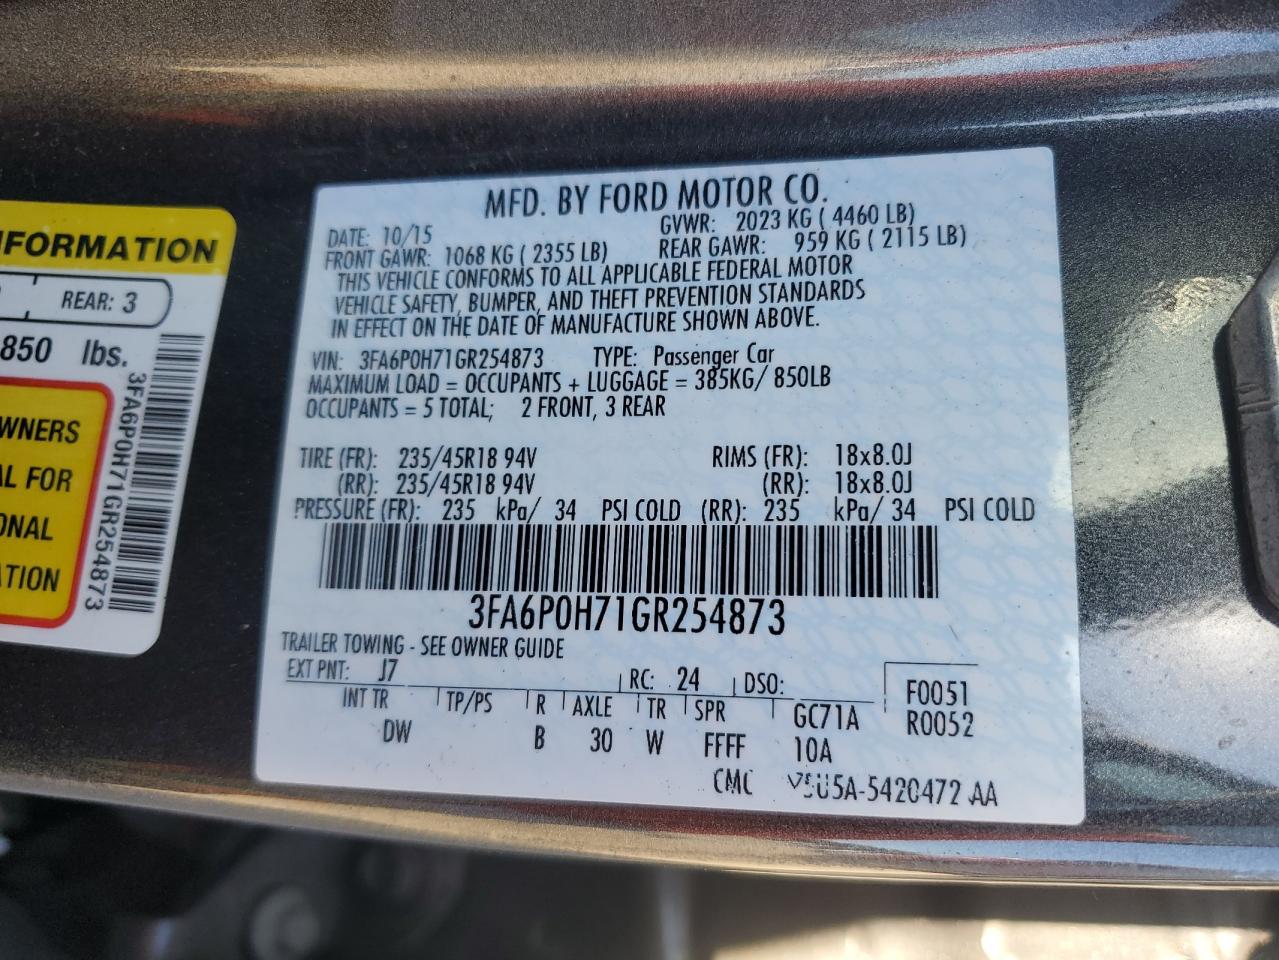 NFORMATION
REAR: 3
850 lbs.
WNERS
AL FOR
ONAL
ATION
3FA6P0H71GR254873
MFD. BY FORD MOTOR CO.
DATE: 10/15 GVWR: 2023 KG ( 4460 LB)
FRONT GAWR: 1068 KG ( 2355 LB) REAR GAWR: 959 KG ( 2115 LB)
THIS VEHICLE CONFORMS TO ALL APPLICABLE FEDERAL MOTOR
VEHICLE SAFETY, BUMPER, AND THEFT PREVENTION STANDARDS
IN EFFECT ON THE DATE OF MANUFACTURE SHOWN ABOVE.
VIN: 3FA6P0H71GR254873 TYPE: Passenger Car
MAXIMUM LOAD = OCCUPANTS + LUGGAGE = 385KG/ 850LB
OCCUPANTS = 5 TOTAL; 2 FRONT, 3 REAR
TIRE (FR): 235/45R18 94V RIMS (FR): 18x8.0J
(RR): 235/45R18 94V (RR): 18x8.0J
PRESSURE (FR): 235 kPa/ 34 PSI COLD (RR): 235 kPa/ 34 PSI COLD
3FA6P0H71GR254873
TRAILER TOWING - SEE OWNER GUIDE
EXT PNT: J7 RC: 24 DSO: F0051
INT TR TP/PS R AXLE TR SPR GC71A R0052
DW B 30 W FFFF 10A
CMC 5U5A-5420472 AA